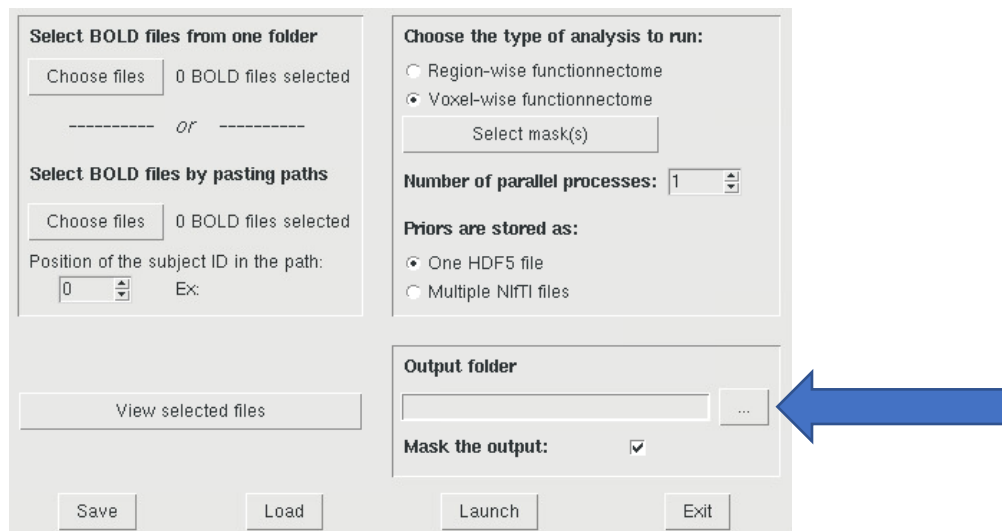 Select BOLD files from one folder
Choose files 0 BOLD files selected
---------- or ----------
Select BOLD files by pasting paths
Choose files 0 BOLD files selected
Position of the subject ID in the path:
0 Ex:
View selected files
Choose the type of analysis to run:
Region-wise functionnectome
Voxel-wise functionnectome
Select mask(s)
Number of parallel processes: 1
Priors are stored as:
One HDF5 file
Multiple NIfTI files
Output folder
...
Mask the output:
Save Load Launch Exit